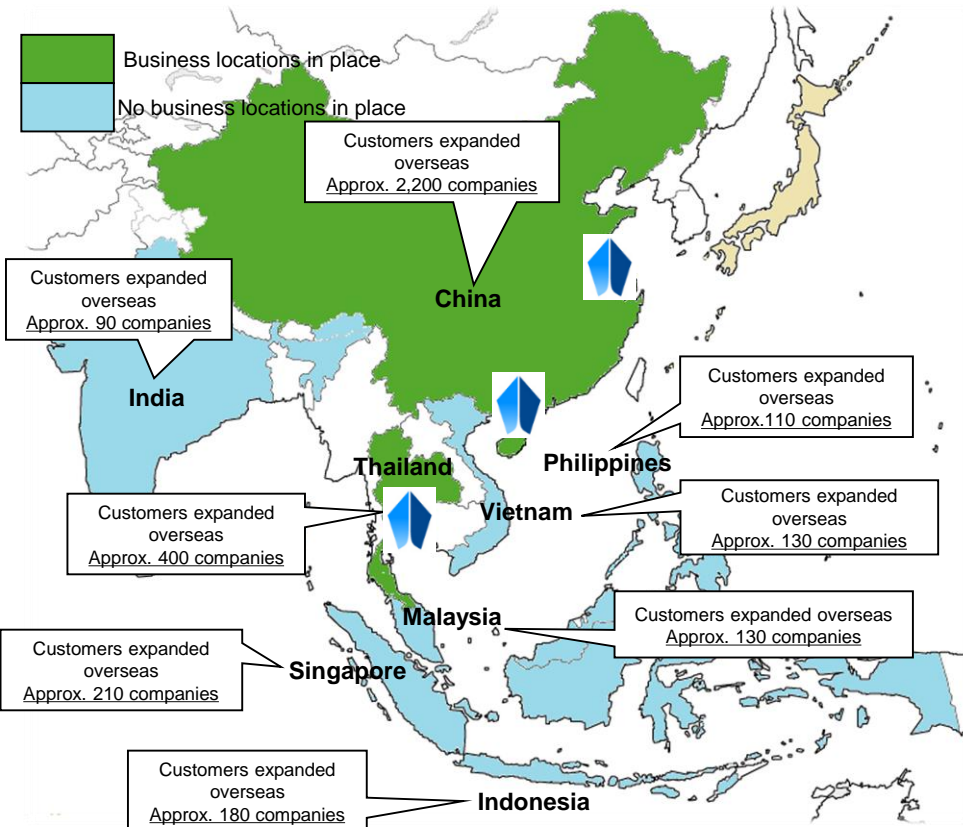 Business locations in place
No business locations in place
Customers expanded
overseas
Approx. 2,200 companies
China
Customers expanded
overseas
Approx. 90 companies
India
Customers expanded
overseas
Approx.110 companies
Philippines
Thailand
Customers expanded
overseas
Approx. 400 companies
Vietnam
Customers expanded
overseas
Approx. 130 companies
Malaysia
Customers expanded overseas
Approx. 130 companies
Customers expanded
overseas
Approx. 210 companies
Singapore
Customers expanded
overseas
Approx. 180 companies
Indonesia